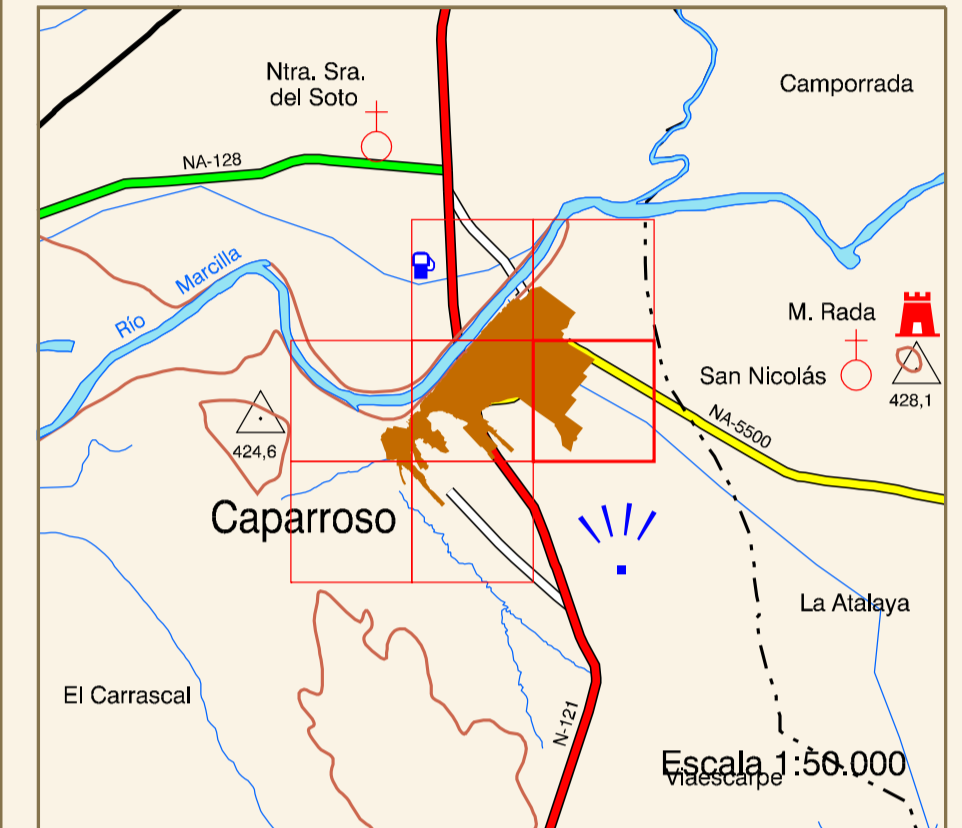 Ntra. Sra.
del Soto
Camporrada
NA-128
Río Marcilla
M. Rada
San Nicolás
428,1
NA-5500
424,6
Caparroso
La Atalaya
El Carrascal
N-121
Escala 1:50.000
Viaescarpe